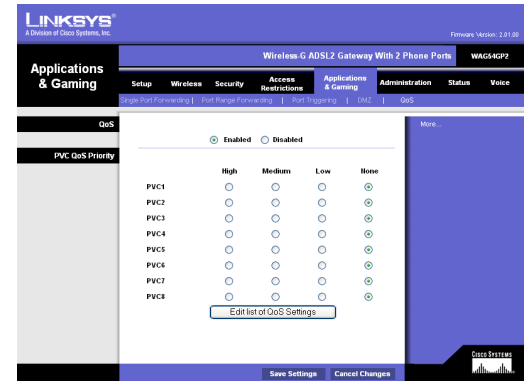 LINKSYS®
A Division of Cisco Systems, Inc.
Firmware Version: 2.01.00
Wireless-G ADSL2 Gateway With 2 Phone Ports WAG54GP2
Applications & Gaming
Setup Wireless Security Access Restrictions Applications & Gaming Administration Status Voice
Single Port Forwarding | Port Range Forwarding | Port Triggering | DMZ | QoS
QoS
More...
Enabled Disabled
PVC QoS Priority
High Medium Low None
PVC1
PVC2
PVC3
PVC4
PVC5
PVC6
PVC7
PVC8
Edit list of QoS Settings
Save Settings Cancel Changes
CISCO SYSTEMS